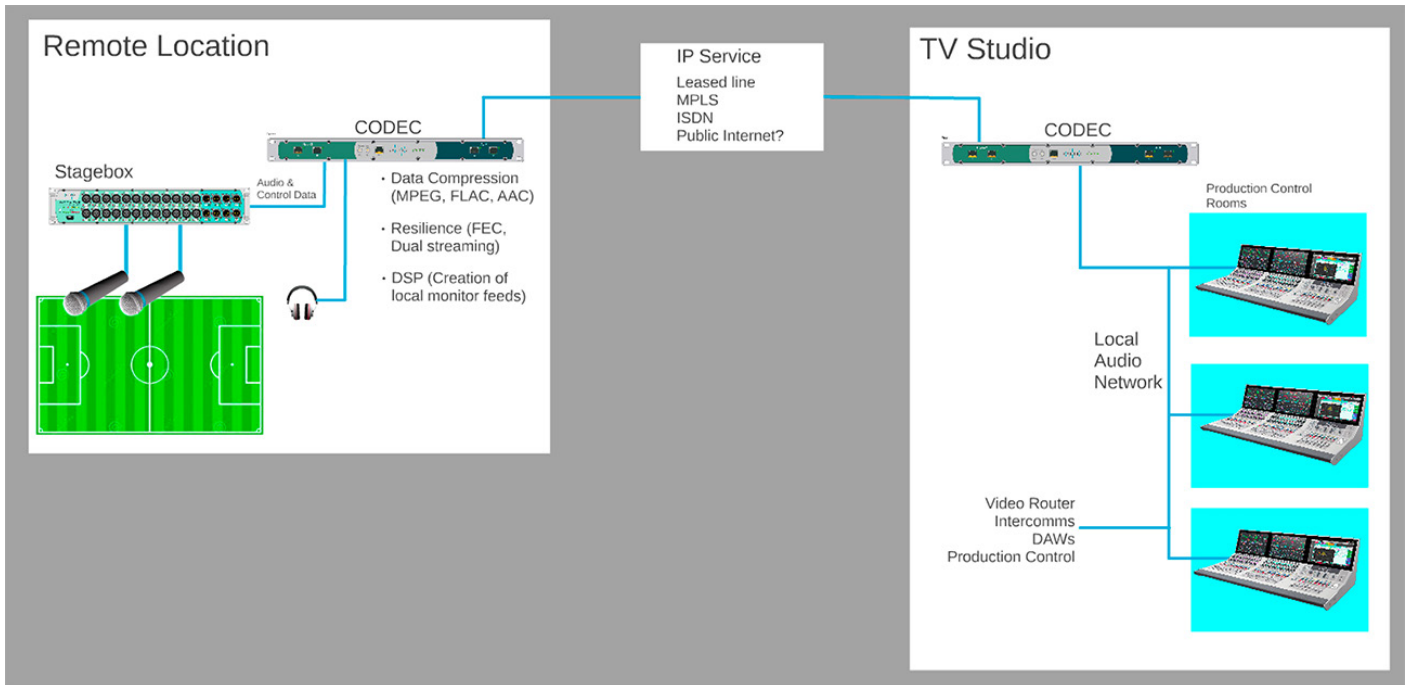 Remote Location
CODEC
Stagebox
Audio &
Control Data
· Data Compression
(MPEG, FLAC, AAC)
· Resilience (FEC,
Dual streaming)
· DSP (Creation of
local monitor feeds)
IP Service
Leased line
MPLS
ISDN
Public Internet?
TV Studio
CODEC
Production Control
Rooms
Local
Audio
Network
Video Router
Intercomms
DAWs
Production Control